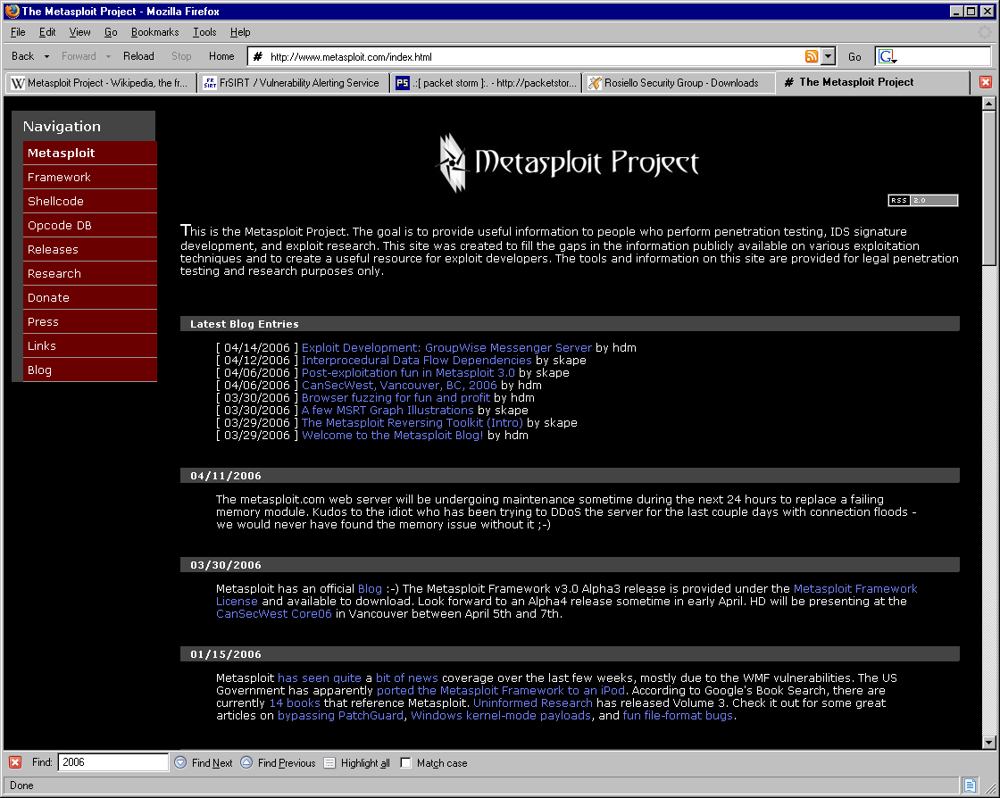 The Metasploit Project - Mozilla Firefox
File Edit View Go Bookmarks Tools Help
Back Forward Reload Stop Home # http://www.metasploit.com/index.html Go G
W Metasploit Project - Wikipedia, the fr... FR SIRT FrSIRT / Vulnerability Alerting Service PS .:[ packet storm ]:. - http://packetstor... Rosiello Security Group - Downloads # The Metasploit Project
Navigation
Metasploit
Framework
Shellcode
Opcode DB
Releases
Research
Donate
Press
Links
Blog
Metasploit Project
RSS 2.0
This is the Metasploit Project. The goal is to provide useful information to people who perform penetration testing, IDS signature
development, and exploit research. This site was created to fill the gaps in the information publicly available on various exploitation
techniques and to create a useful resource for exploit developers. The tools and information on this site are provided for legal penetration
testing and research purposes only.
Latest Blog Entries
[ 04/14/2006 ] Exploit Development: GroupWise Messenger Server by hdm
[ 04/12/2006 ] Interprocedural Data Flow Dependencies by skape
[ 04/06/2006 ] Post-exploitation fun in Metasploit 3.0 by skape
[ 04/06/2006 ] CanSecWest, Vancouver, BC, 2006 by hdm
[ 03/30/2006 ] Browser fuzzing for fun and profit by hdm
[ 03/30/2006 ] A few MSRT Graph Illustrations by skape
[ 03/29/2006 ] The Metasploit Reversing Toolkit (Intro) by skape
[ 03/29/2006 ] Welcome to the Metasploit Blog! by hdm
04/11/2006
The metasploit.com web server will be undergoing maintenance sometime during the next 24 hours to replace a failing
memory module. Kudos to the idiot who has been trying to DDoS the server for the last couple days with connection floods -
we would never have found the memory issue without it ;-)
03/30/2006
Metasploit has an official Blog :-) The Metasploit Framework v3.0 Alpha3 release is provided under the Metasploit Framework
License and available to download. Look forward to an Alpha4 release sometime in early April. HD will be presenting at the
CanSecWest Core06 in Vancouver between April 5th and 7th.
01/15/2006
Metasploit has seen quite a bit of news coverage over the last few weeks, mostly due to the WMF vulnerabilities. The US
Government has apparently ported the Metasploit Framework to an iPod. According to Google's Book Search, there are
currently 14 books that reference Metasploit. Uninformed Research has released Volume 3. Check it out for some great
articles on bypassing PatchGuard, Windows kernel-mode payloads, and fun file-format bugs.
Find: 2006 Find Next Find Previous Highlight all Match case
Done